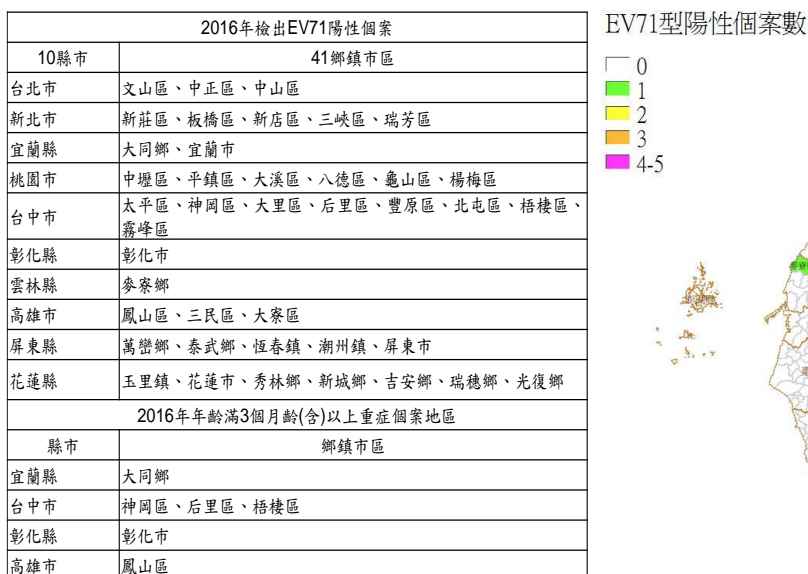 2016年檢出EV71陽性個案
10縣市 41鄉鎮市區
台北市 文山區、中正區、中山區
新北市 新莊區、板橋區、新店區、三峽區、瑞芳區
宜蘭縣 大同鄉、宜蘭市
桃園市 中壢區、平鎮區、大溪區、八德區、龜山區、楊梅區
台中市 太平區、神岡區、大里區、后里區、豐原區、北屯區、梧棲區、
霧峰區
彰化縣 彰化市
雲林縣 麥寮鄉
高雄市 鳳山區、三民區、大寮區
屏東縣 萬巒鄉、泰武鄉、恆春鎮、潮州鎮、屏東市
花蓮縣 玉里鎮、花蓮市、秀林鄉、新城鄉、吉安鄉、瑞穗鄉、光復鄉
2016年年齡滿3個月齡(含)以上重症個案地區
縣市 鄉鎮市區
宜蘭縣 大同鄉
台中市 神岡區、后里區、梧棲區
彰化縣 彰化市
高雄市 鳳山區
EV71型陽性個案數
0
1
2
3
4-5